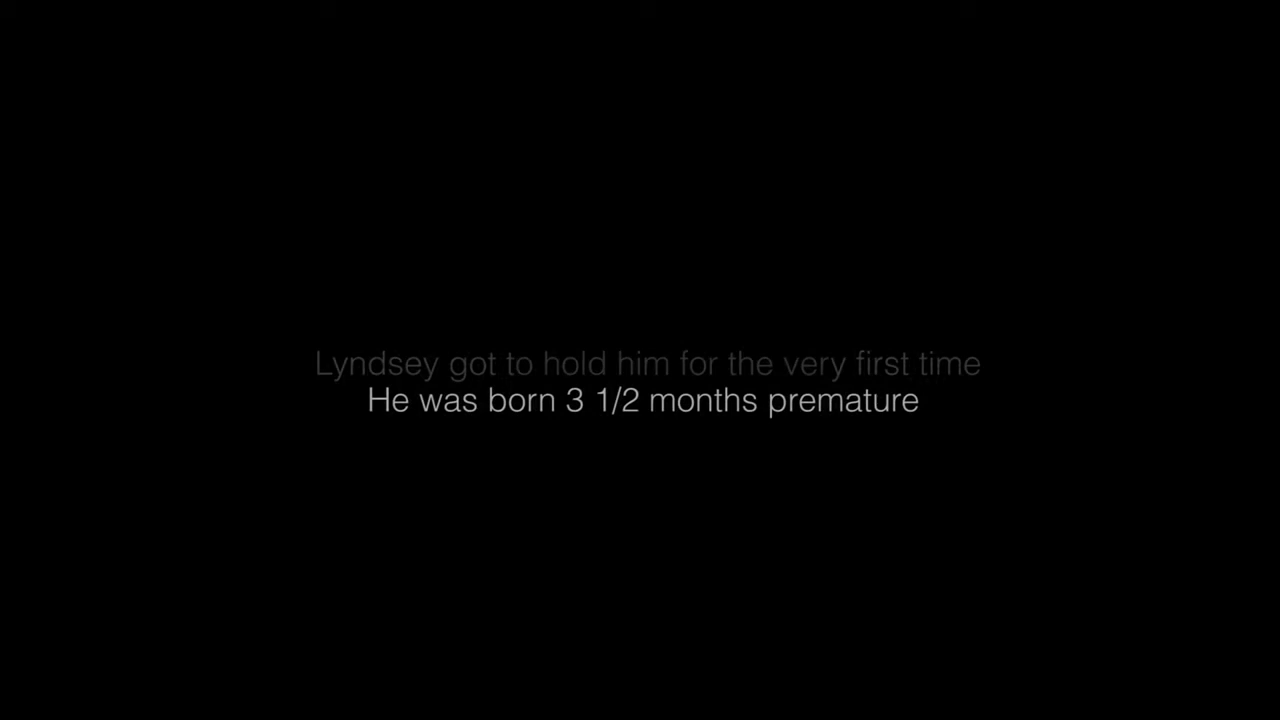 Lyndsey got to hold him for the very first time
He was born 3 1/2 months premature